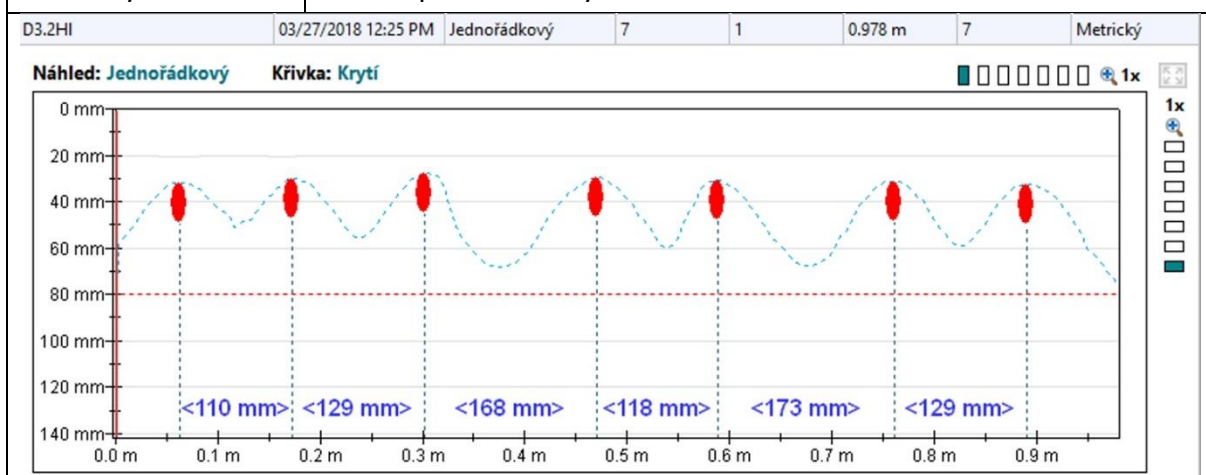 D3.2HI 03/27/2018 12:25 PM Jednořádkový 7 1 0.978 m 7 Metrický
Náhled: Jednořádkový Křivka: Krytí 1x
1x
0 mm
20 mm
40 mm
60 mm
80 mm
100 mm
120 mm
140 mm
<110 mm> <129 mm> <168 mm> <118 mm> <173 mm> <129 mm>
0.0 m 0.1 m 0.2 m 0.3 m 0.4 m 0.5 m 0.6 m 0.7 m 0.8 m 0.9 m